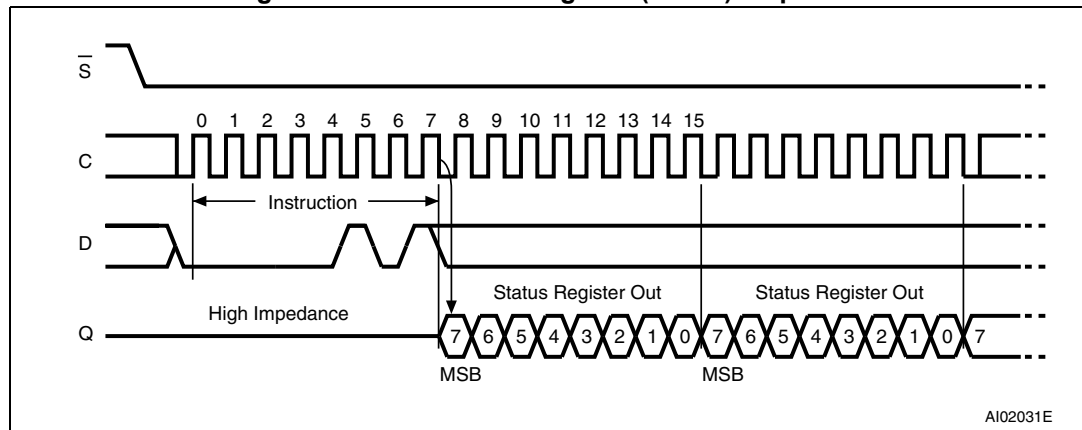 S
0 1 2 3 4 5 6 7 8 9 10 11 12 13 14 15
C
Instruction
D
Status Register Out Status Register Out
High Impedance
Q 7 6 5 4 3 2 1 0 7 6 5 4 3 2 1 0 7
MSB MSB
AI02031E